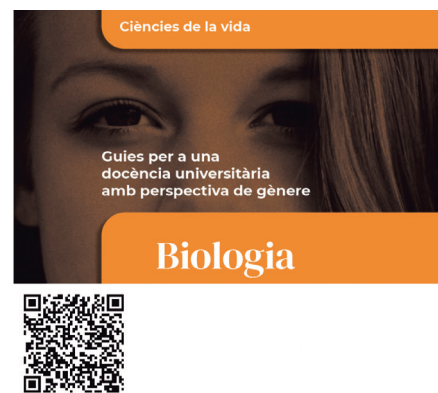 Ciències de la vida
Guies per a una
docència universitària
amb perspectiva de gènere
Biologia